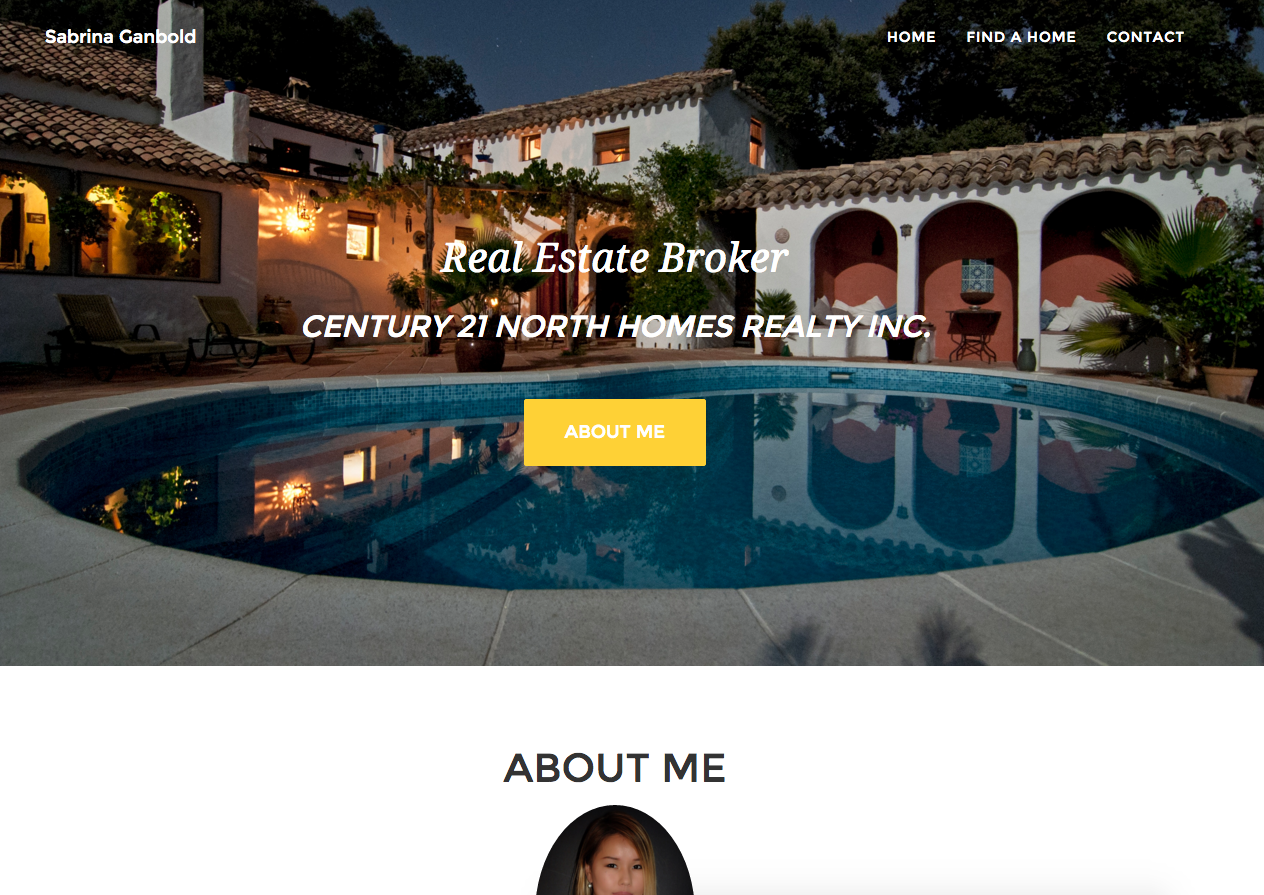 Sabrina Ganbold
HOME FIND A HOME CONTACT
Real Estate Broker
CENTURY 21 NORTH HOMES REALTY INC.
ABOUT ME
ABOUT ME